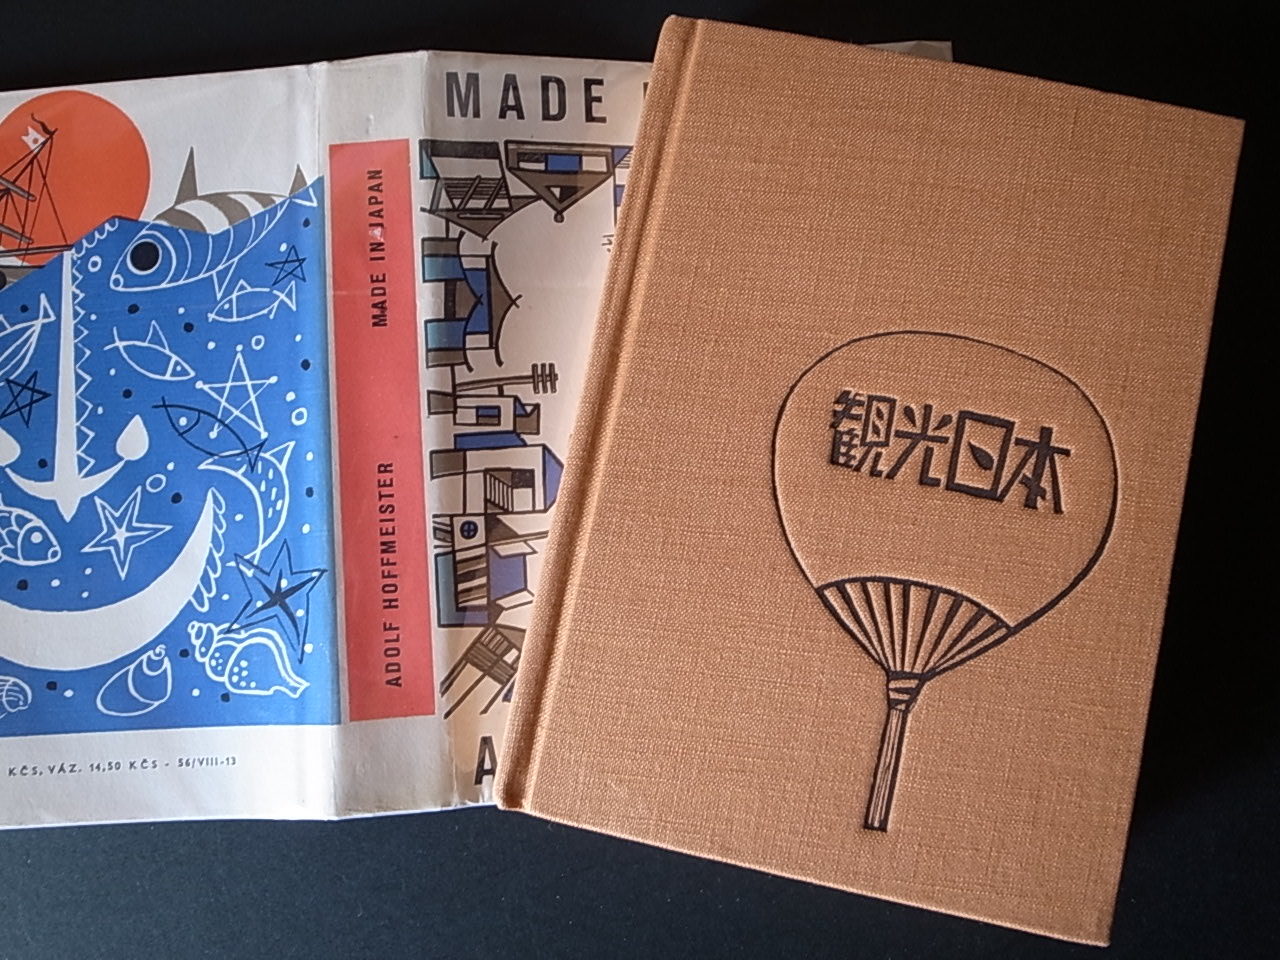 MADE
MADE IN JAPAN
ADOLF HOFFMEISTER
KČS, VÁZ. 14,50 KČS - 56/VIII-13
A
観光日本